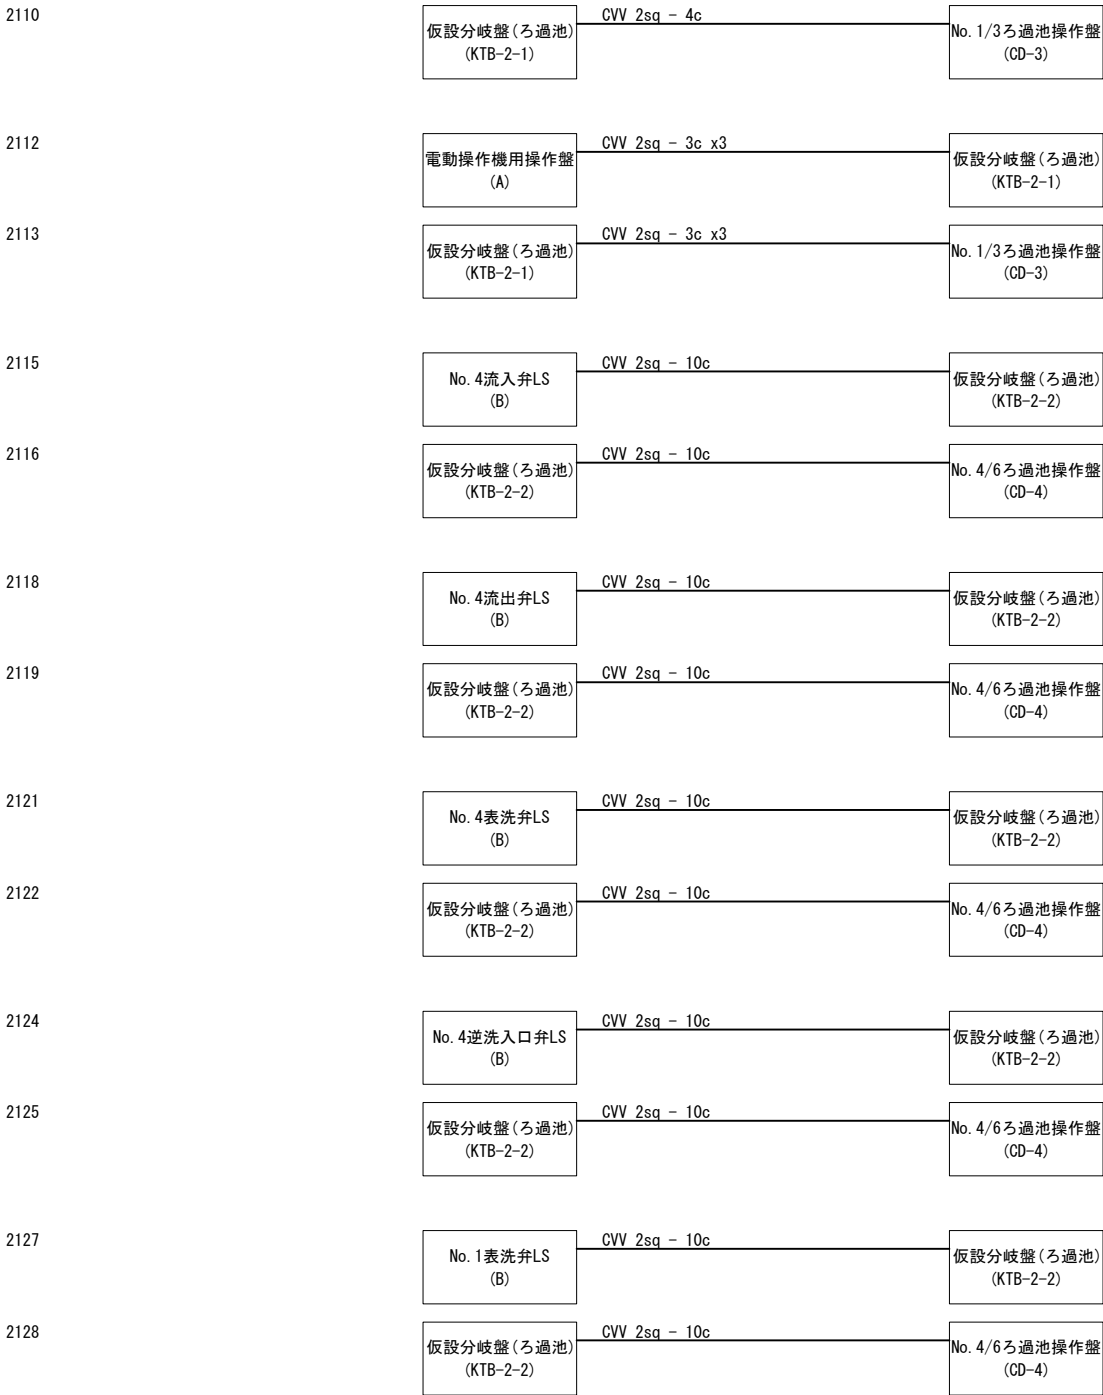 2110
CVV 2sq - 4c
仮設分岐盤(ろ過池)
(KTB-2-1)
No.1/3ろ過池操作盤
(CD-3)
2112
CVV 2sq - 3c x3
電動操作機用操作盤
(A)
仮設分岐盤(ろ過池)
(KTB-2-1)
2113
CVV 2sq - 3c x3
仮設分岐盤(ろ過池)
(KTB-2-1)
No.1/3ろ過池操作盤
(CD-3)
2115
CVV 2sq - 10c
No.4流入弁LS
(B)
仮設分岐盤(ろ過池)
(KTB-2-2)
2116
CVV 2sq - 10c
仮設分岐盤(ろ過池)
(KTB-2-2)
No.4/6ろ過池操作盤
(CD-4)
2118
CVV 2sq - 10c
No.4流出弁LS
(B)
仮設分岐盤(ろ過池)
(KTB-2-2)
2119
CVV 2sq - 10c
仮設分岐盤(ろ過池)
(KTB-2-2)
No.4/6ろ過池操作盤
(CD-4)
2121
CVV 2sq - 10c
No.4表洗弁LS
(B)
仮設分岐盤(ろ過池)
(KTB-2-2)
2122
CVV 2sq - 10c
仮設分岐盤(ろ過池)
(KTB-2-2)
No.4/6ろ過池操作盤
(CD-4)
2124
CVV 2sq - 10c
No.4逆洗入口弁LS
(B)
仮設分岐盤(ろ過池)
(KTB-2-2)
2125
CVV 2sq - 10c
仮設分岐盤(ろ過池)
(KTB-2-2)
No.4/6ろ過池操作盤
(CD-4)
2127
CVV 2sq - 10c
No.1表洗弁LS
(B)
仮設分岐盤(ろ過池)
(KTB-2-2)
2128
CVV 2sq - 10c
仮設分岐盤(ろ過池)
(KTB-2-2)
No.4/6ろ過池操作盤
(CD-4)